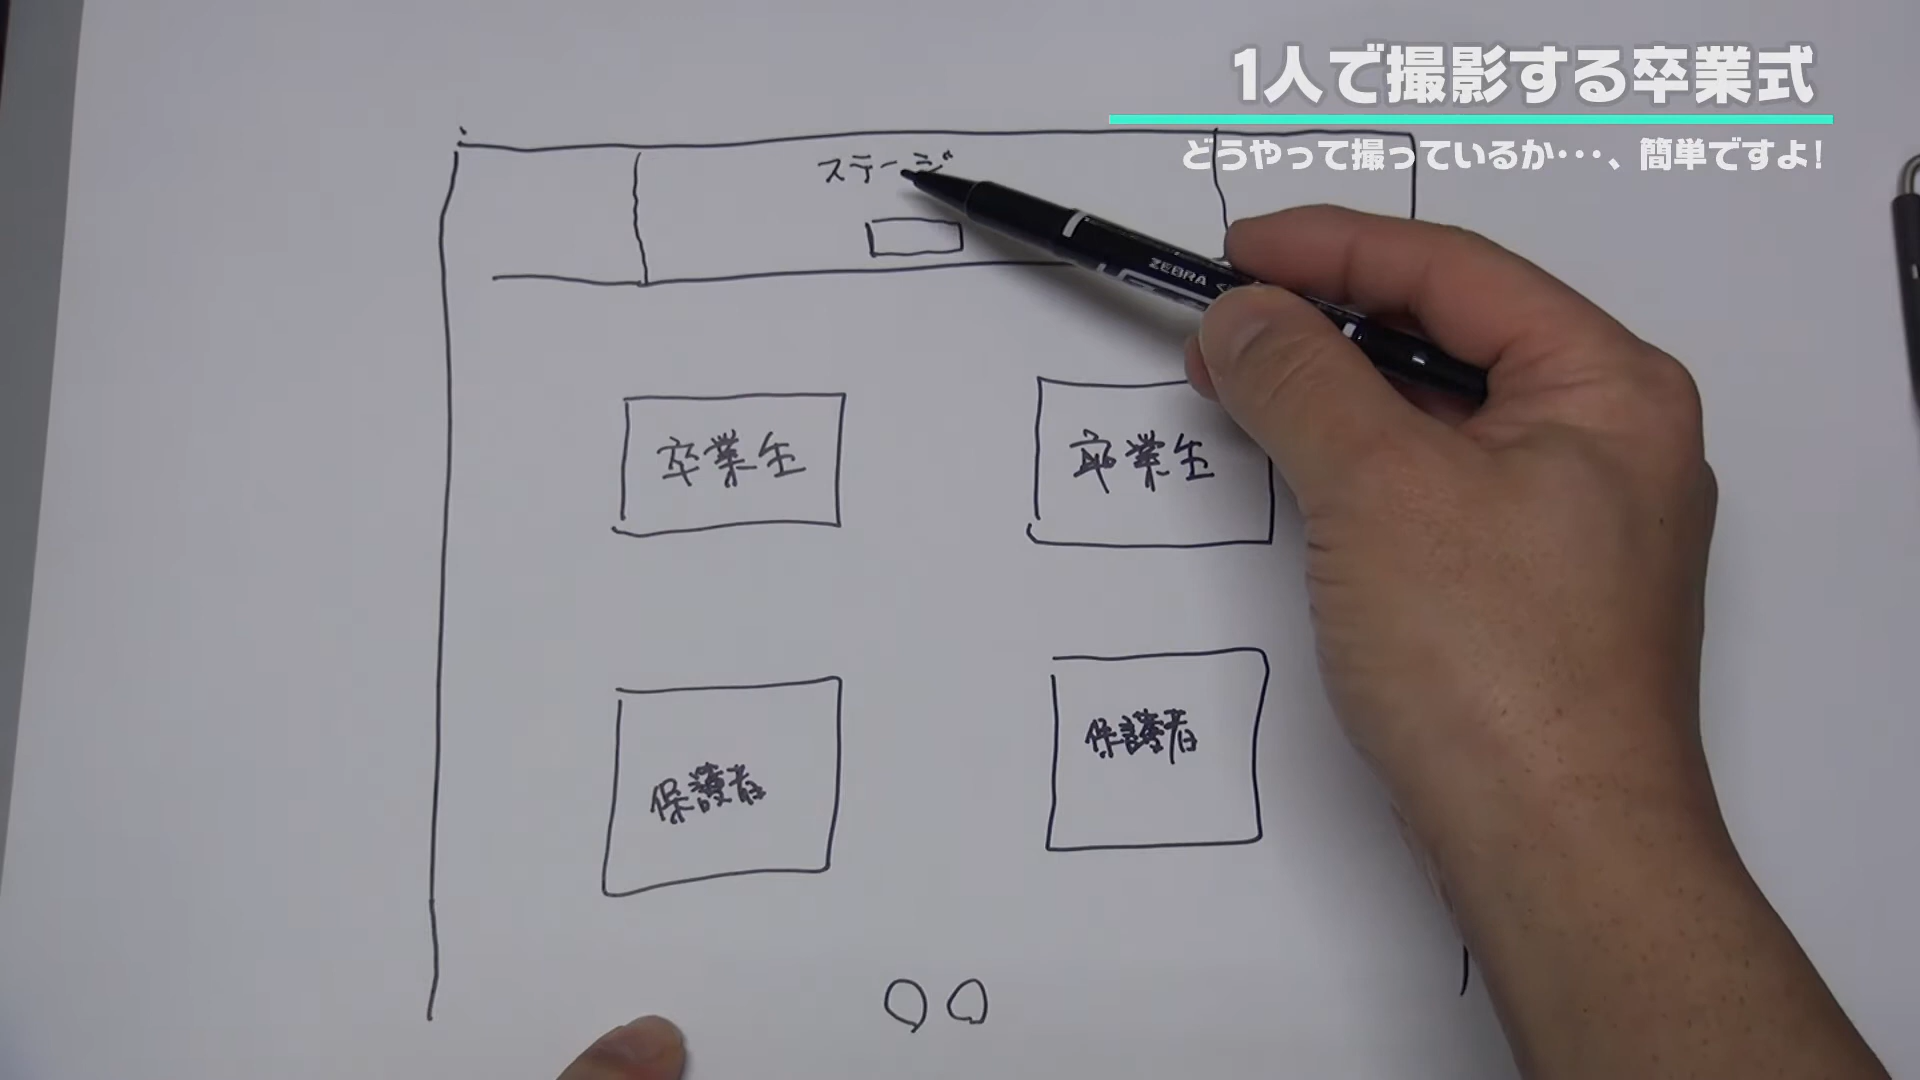 1人で撮影する卒業式
どうやって撮っているか･･･、簡単ですよ!
ステージ
ZEBRA
卒業生
卒業生
保護者
保護者